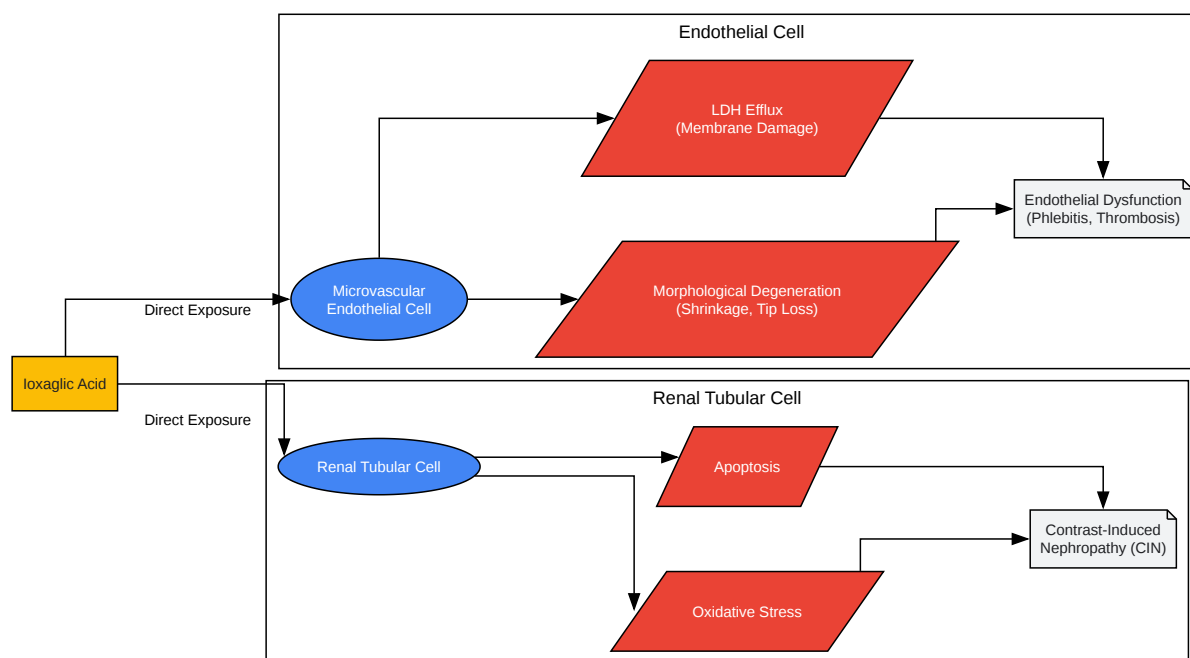 Endothelial Cell
LDH Efflux
(Membrane Damage)
Endothelial Dysfunction
(Phlebitis, Thrombosis)
Microvascular
Endothelial Cell
Morphological Degeneration
(Shrinkage, Tip Loss)
Direct Exposure
Ioxaglic Acid
Direct Exposure
Renal Tubular Cell
Renal Tubular Cell
Apoptosis
Contrast-Induced
Nephropathy (CIN)
Oxidative Stress